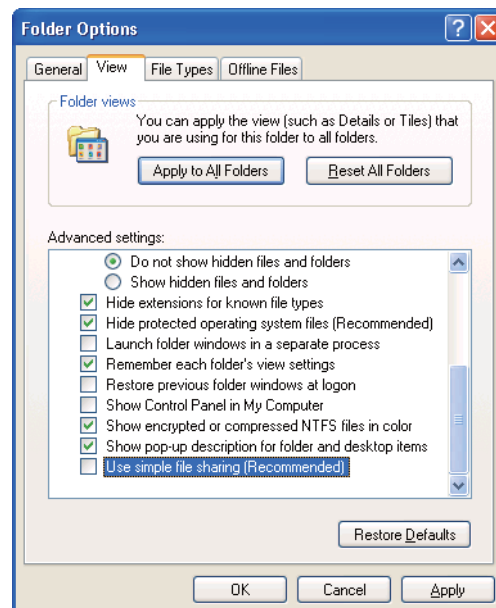 Folder Options
General View File Types Offline Files
Folder views
You can apply the view (such as Details or Tiles) that
you are using for this folder to all folders.
Apply to All Folders Reset All Folders
Advanced settings:
Do not show hidden files and folders
Show hidden files and folders
Hide extensions for known file types
Hide protected operating system files (Recommended)
Launch folder windows in a separate process
Remember each folder's view settings
Restore previous folder windows at logon
Show Control Panel in My Computer
Show encrypted or compressed NTFS files in color
Show pop-up description for folder and desktop items
Use simple file sharing (Recommended)
Restore Defaults
OK Cancel Apply